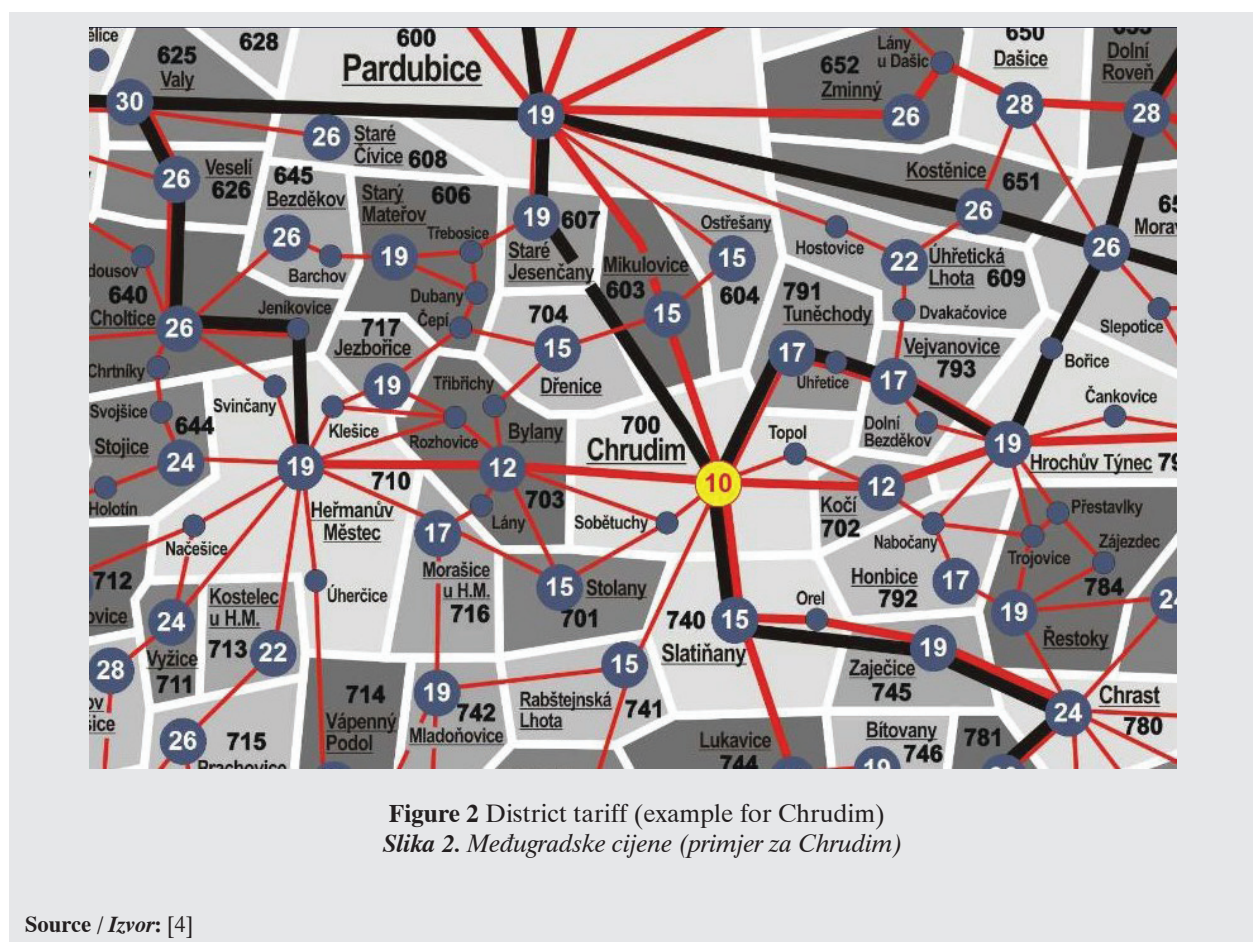 ělice
625
Valy
628
600
Pardubice
650
Dašice
Lány
u Dašic
652
Zminný
Dolní
Roveň
30
19
26
28
28
26
Staré
Čívice 608
Veselí
626
26
645
Bezděkov
Starý
Mateřov
606
Třebosice
19
607
Staré
Jesenčany
Ostřešany
15
604
Kostěnice
651
26
Hostovice
22
Úhřetická
Lhota 609
26
Morav
26
Barchov
19
Mikulovice
603
15
791
Tuněchody
Dvakačovice
Slepotice
dousov
640
Choltice
26
Jeníkovice
Dubany
Čepí
704
15
Dřenice
717
Jezbořice
19
17
Úhřetice
Vejvanovice
793
17
Bořice
Chrtníky
Svinčany
Třibřichy
Čankovice
Svojšice
644
Stojice
24
Klešice
Rozhovice
Bylany
700
Chrudim
Topol
Dolní
Bezděkov
19
Hrochův Týnec
19
710
12
703
10
12
Kočí
702
Holotín
Heřmanův
Městec
Lány
Sobětuchy
Nabočany
Přestavlky
Načešice
17
Trojovice
Zájezdec
784
712
ovice
Úherčice
Morašice
u H.M.
716
15
Stolany
701
Honbice
792
17
19
Řestoky
Kostelec
u H.M.
713
22
24
Vyžice
711
740
15
Slatiňany
Orel
19
Zaječice
745
28
714
Vápenný
Podol
19
742
Mladoňovice
15
Rabštejnská
Lhota
741
24
Chrast
780
26
715
Prachovice
Lukavice
744
Bítovany
746
19
781
Figure 2 District tariff (example for Chrudim)
Slika 2. Međugradske cijene (primjer za Chrudim)
Source / Izvor: [4]